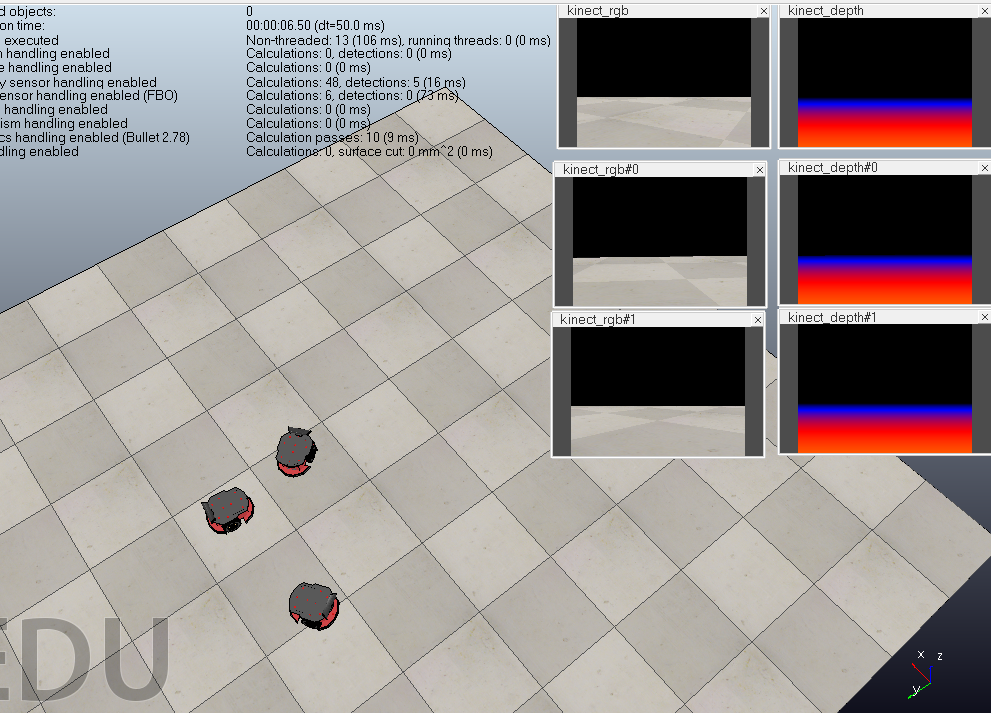 d objects: 0
on time: 00:00:06.50 (dt=50.0 ms)
executed Non-threaded: 13 (106 ms), running threads: 0 (0 ms)
n handling enabled Calculations: 0, detections: 0 (0 ms)
e handling enabled Calculations: 0 (0 ms)
y sensor handling enabled Calculations: 48, detections: 5 (16 ms)
ensor handling enabled (FBO) Calculations: 6, detections: 0 (73 ms)
handling enabled Calculations: 0 (0 ms)
ism handling enabled Calculations: 0 (0 ms)
cs handling enabled (Bullet 2.78) Calculation passes: 10 (9 ms)
dling enabled Calculations: 0, surface cut: 0 mm^2 (0 ms)
kinect_rgb
kinect_depth
kinect_rgb#0
kinect_depth#0
kinect_rgb#1
kinect_depth#1
EDU
x z
y